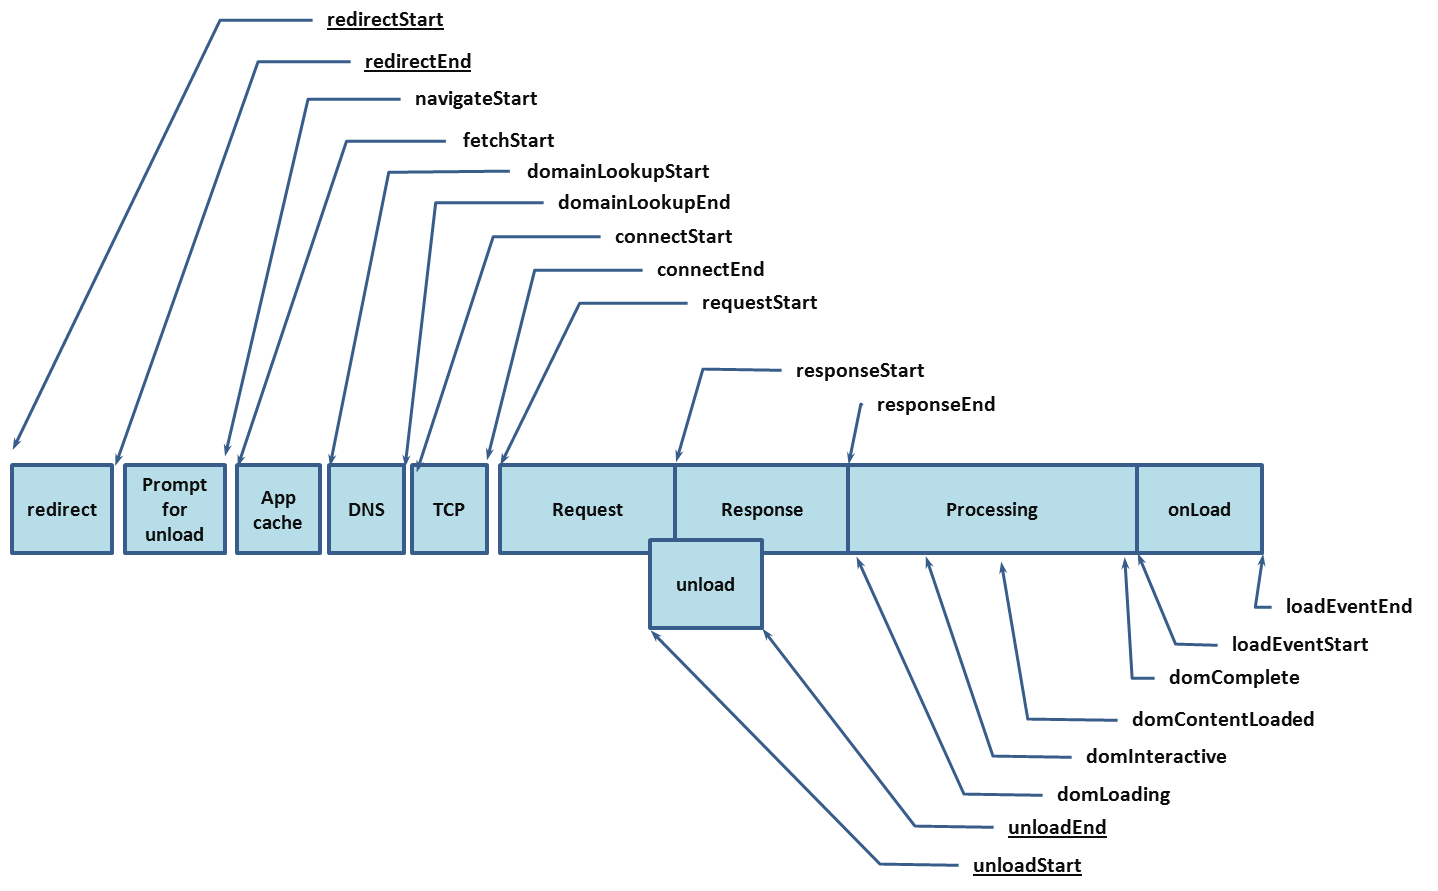 redirectStart
redirectEnd
navigateStart
fetchStart
domainLookupStart
domainLookupEnd
connectStart
connectEnd
requestStart
responseStart
responseEnd
redirect
Prompt
for
unload
App
cache
DNS
TCP
Request
Response
Processing
onLoad
unload
loadEventEnd
loadEventStart
domComplete
domContentLoaded
domInteractive
domLoading
unloadEnd
unloadStart